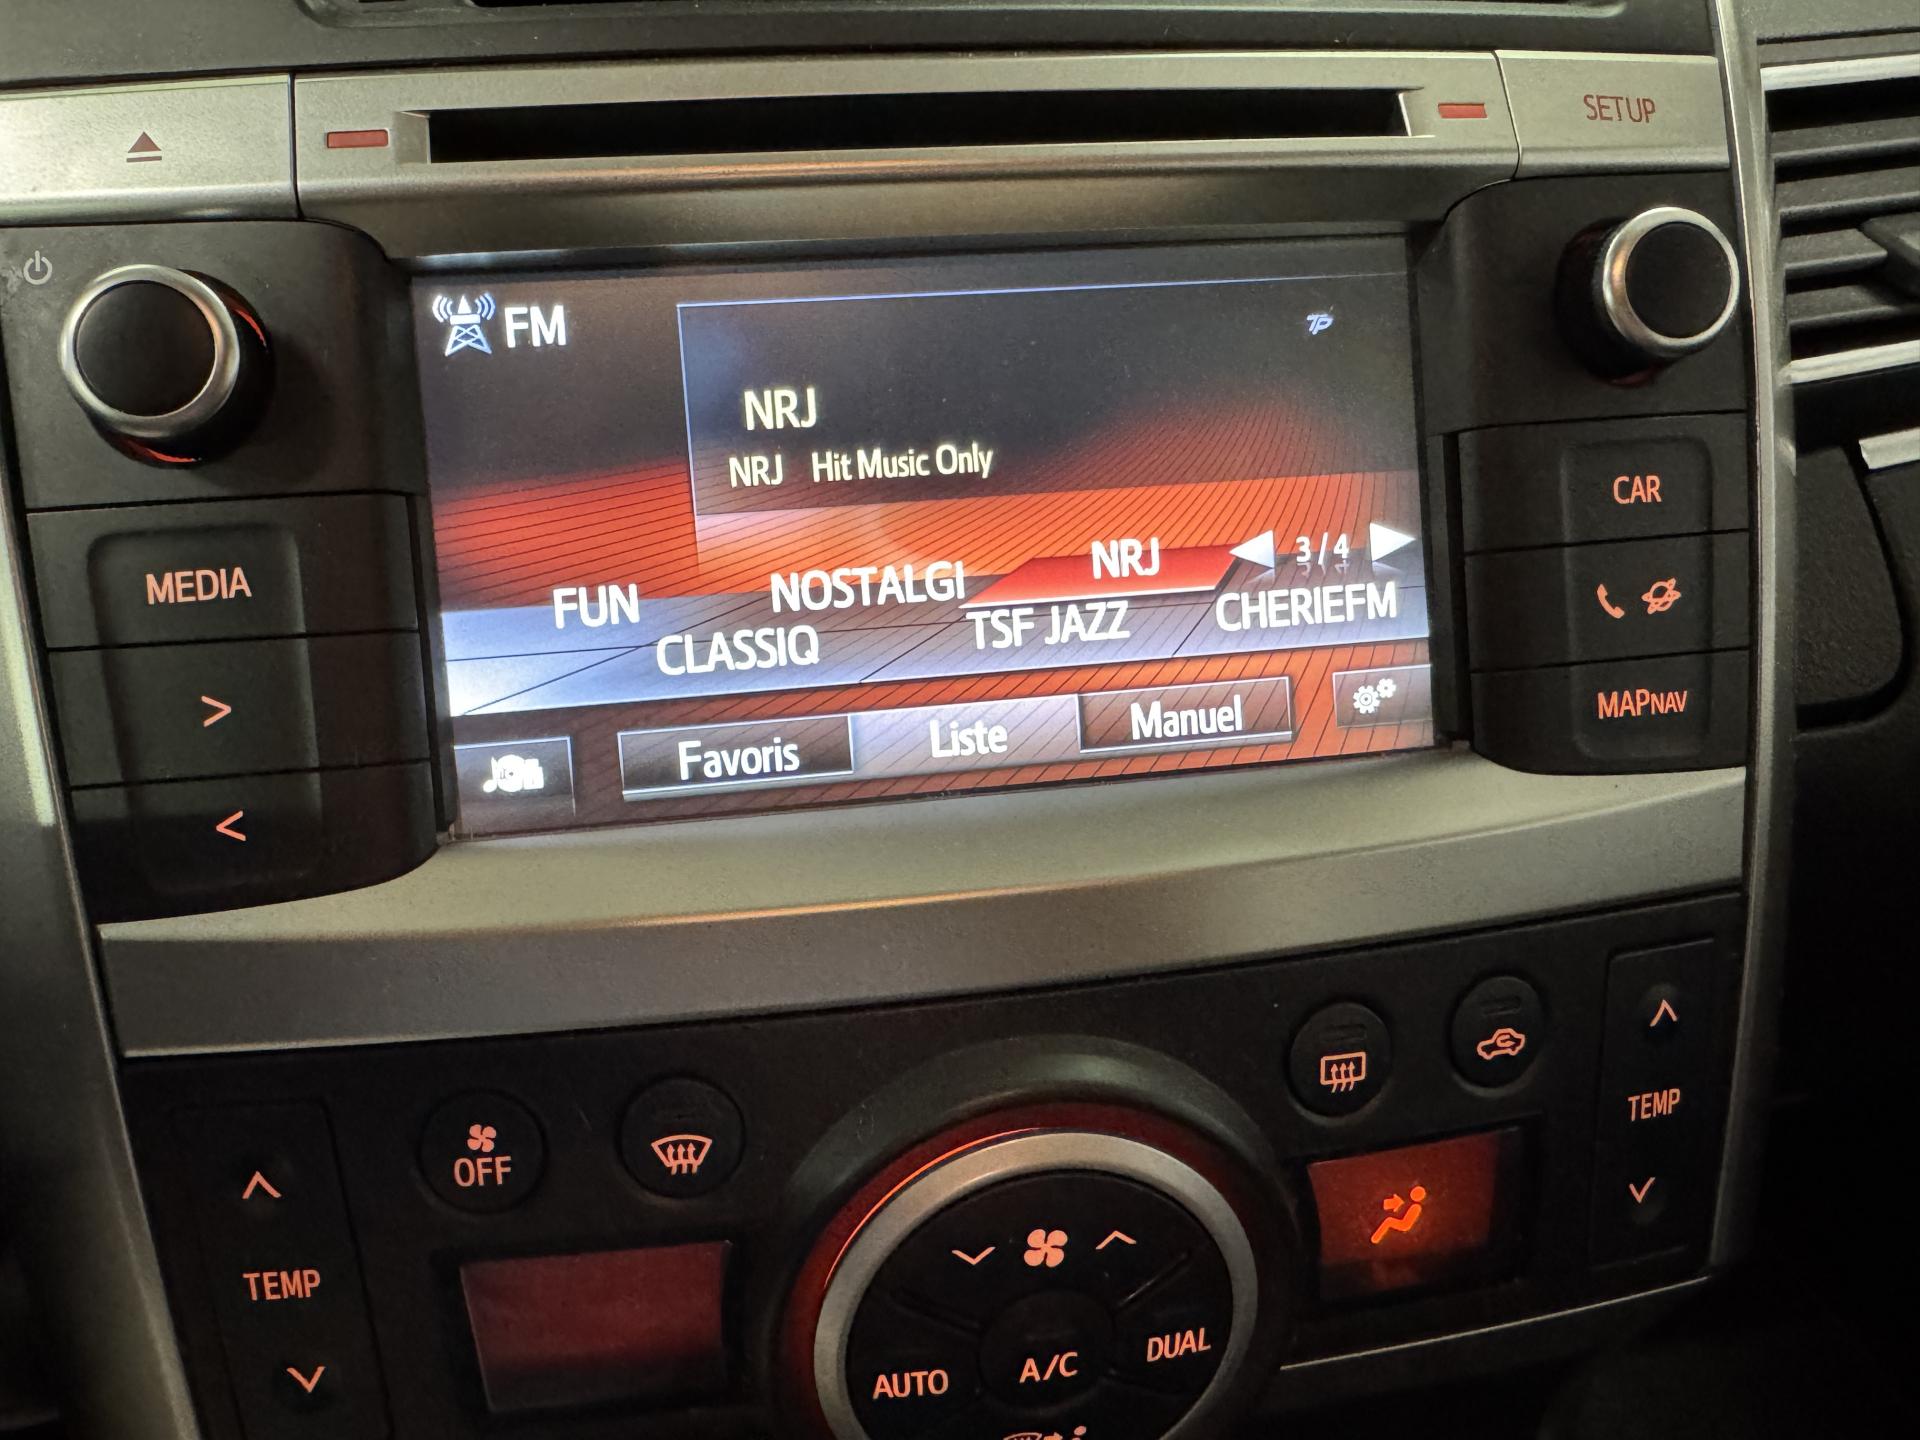 SETUP
FM
TP
NRJ
NRJ Hit Music Only
MEDIA
CAR
FUN NOSTALGI NRJ 3/4
CLASSIQ TSF JAZZ CHERIEFM
MAPNAV
Favoris Liste Manuel
>
<
TEMP
OFF
TEMP
AUTO A/C DUAL